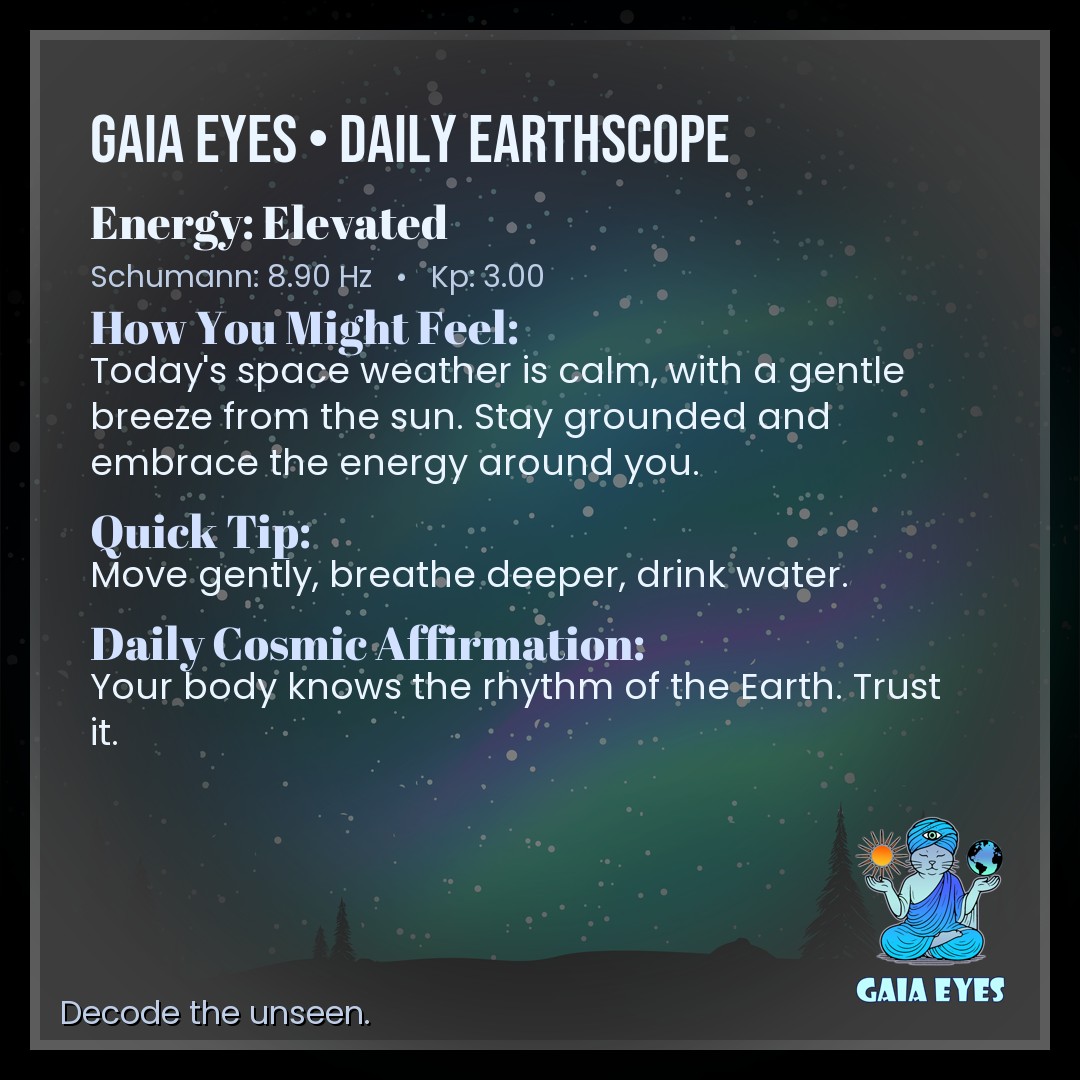 GAIA EYES • DAILY EARTHSCOPE
Energy: Elevated
Schumann: 8.90 Hz • Kp: 3.00
How You Might Feel:
Today's space weather is calm, with a gentle
breeze from the sun. Stay grounded and
embrace the energy around you.
Quick Tip:
Move gently, breathe deeper, drink water.
Daily Cosmic Affirmation:
Your body knows the rhythm of the Earth. Trust
it.
GAIA EYES
Decode the unseen.